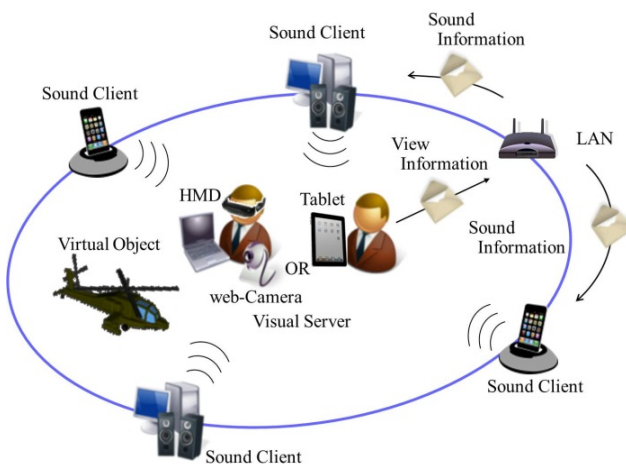 Sound Client
Sound
Information
Sound Client
LAN
View
Information
HMD
Tablet
Sound
Information
Virtual Object
OR
web-Camera
Visual Server
Sound Client
Sound Client